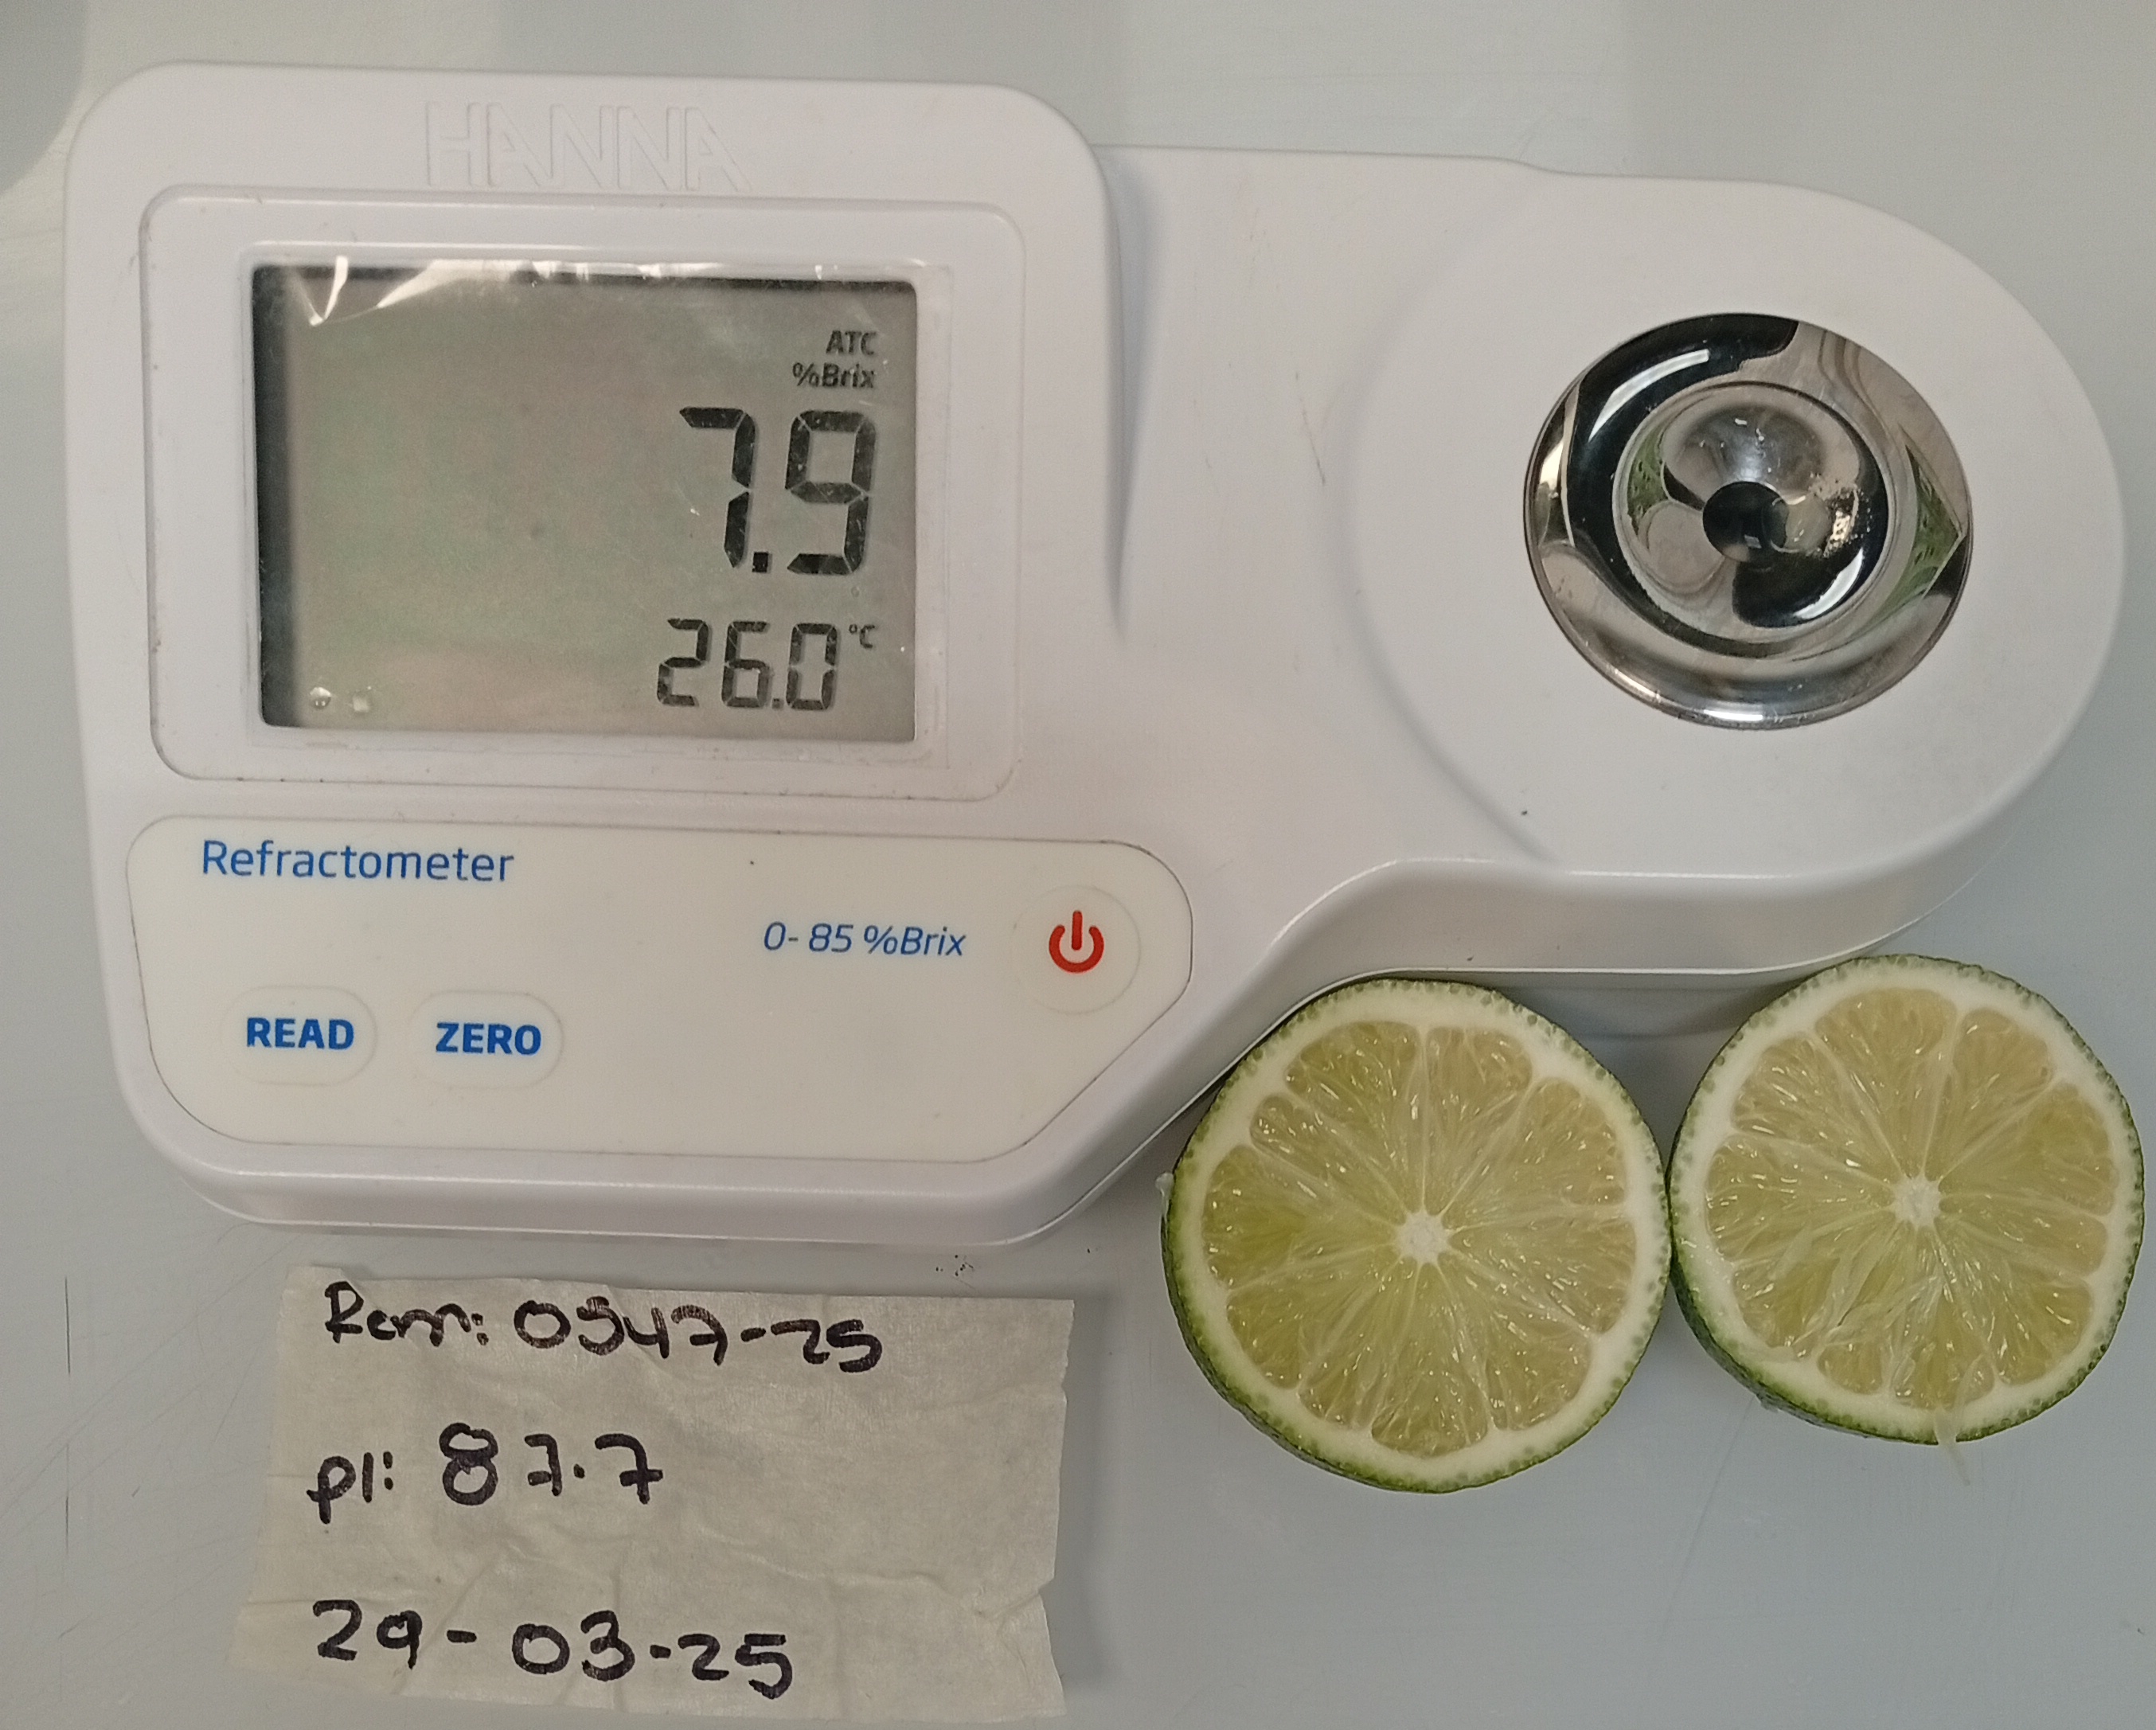 HANNA
ATC
%Brix
7.9
26.0 °C
Refractometer
0-85 %Brix
READ ZERO
Rem: 0547-25
p1: 87.7
29-03-25